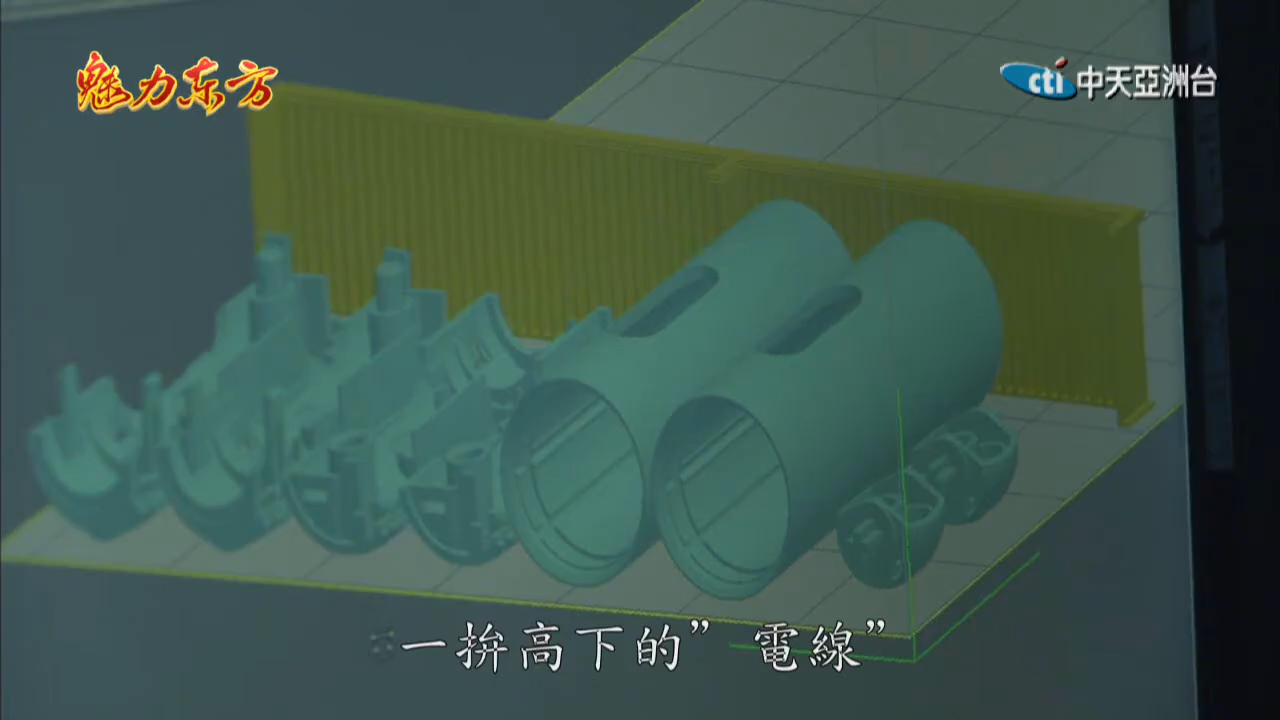 魅力东方
cti 中天亞洲台
一拚高下的” 電線”